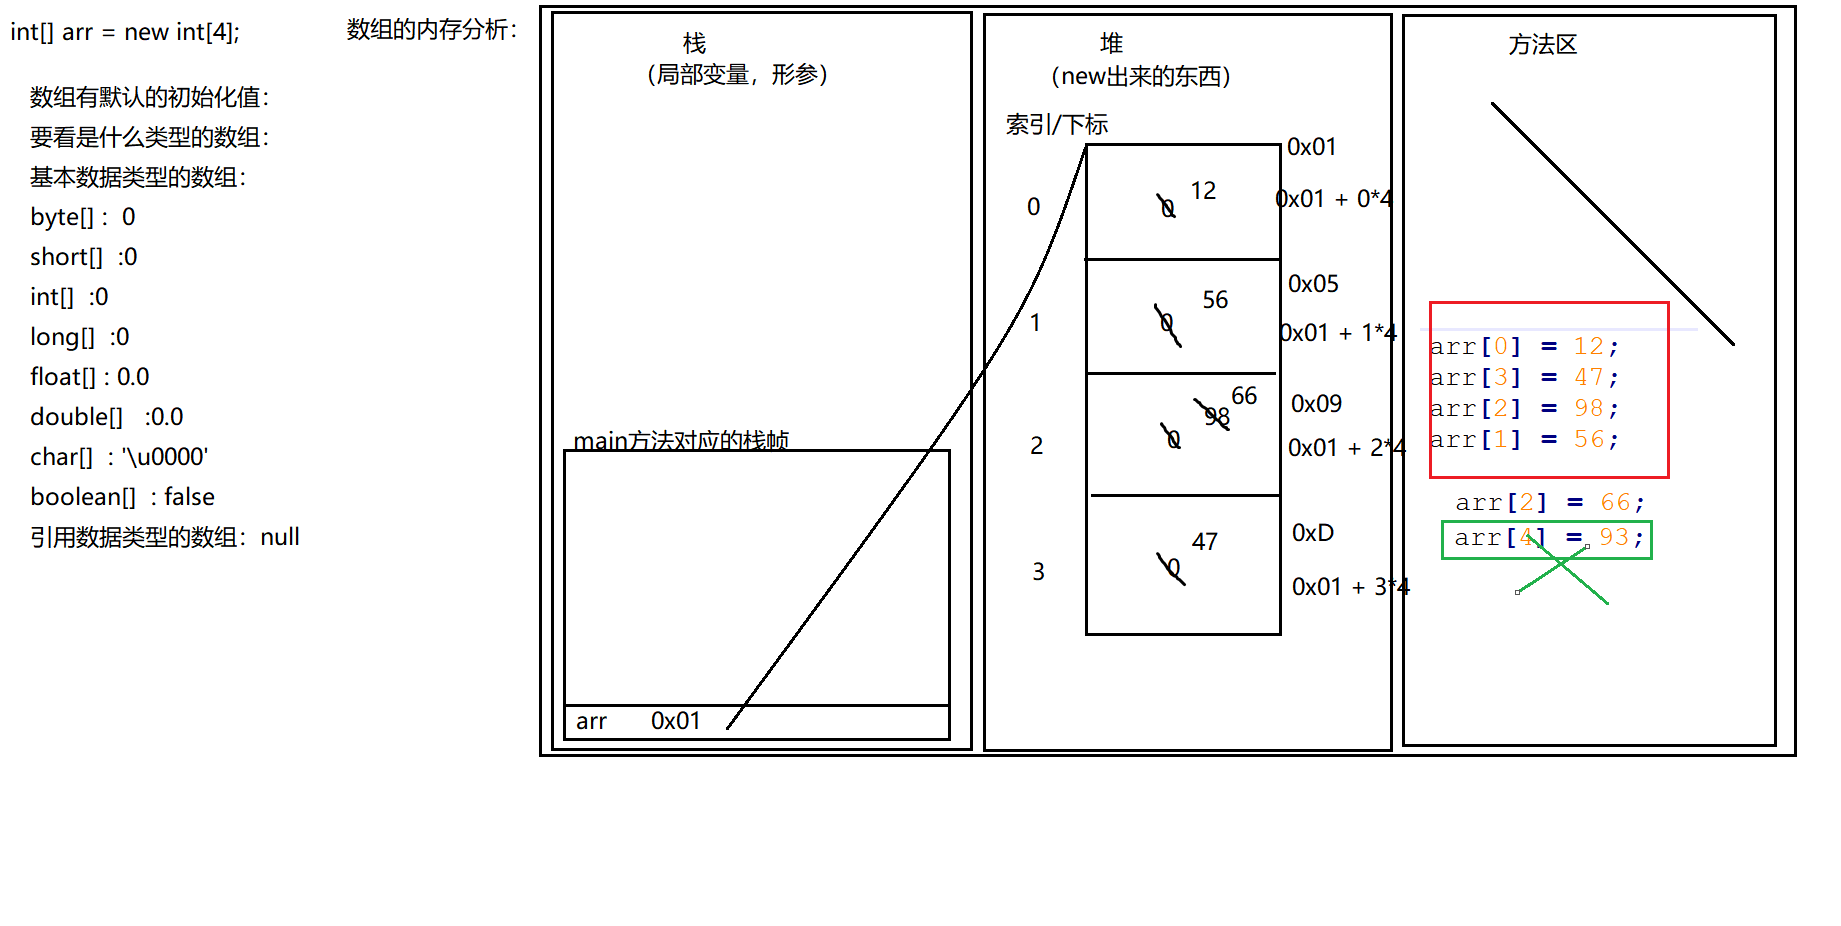 int[] arr = new int[4];
数组有默认的初始化值：
要看是什么类型的数组：
基本数据类型的数组：
byte[] : 0
short[] :0
int[] :0
long[] :0
float[] : 0.0
double[] :0.0
char[] : '\u0000'
boolean[] : false
引用数据类型的数组：null
数组的内存分析：
栈
（局部变量，形参）
main方法对应的栈帧
arr 0x01
堆
（new出来的东西）
索引/下标
0x01
0 0 12 0x01 + 0*4
0x05
1 0 56 0x01 + 1*4
0x09
2 0 98 66 0x01 + 2*4
0xD
3 0 47 0x01 + 3*4
方法区
arr[0] = 12;
arr[3] = 47;
arr[2] = 98;
arr[1] = 56;
arr[2] = 66;
arr[4] = 93;